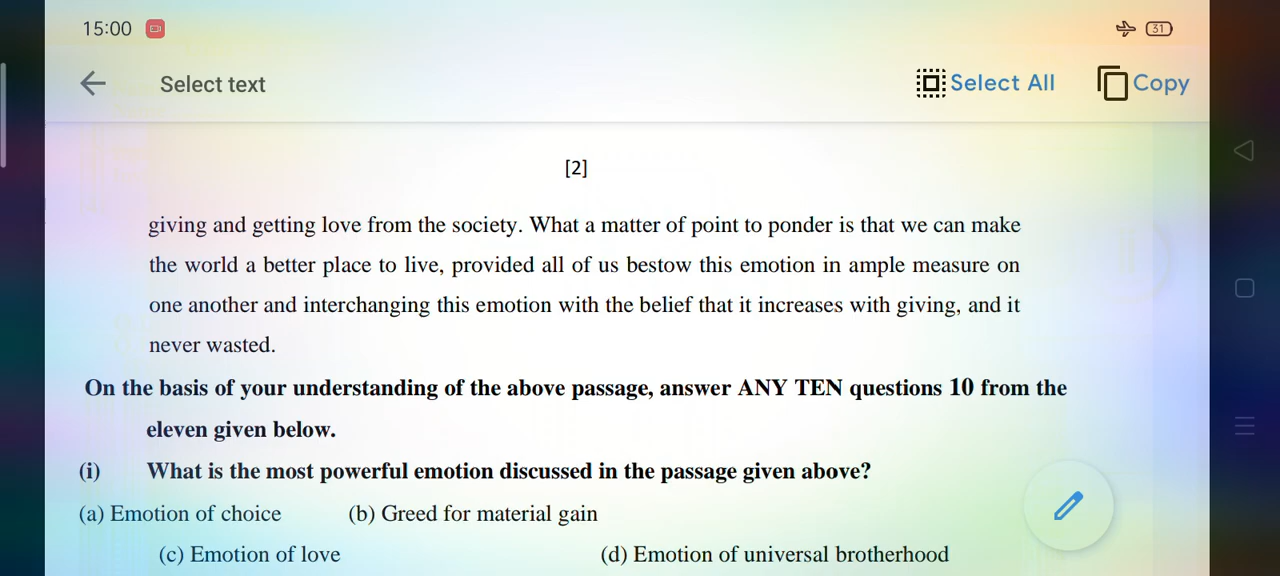 15:00
31
Select text
Select All
Copy
[2]
giving and getting love from the society. What a matter of point to ponder is that we can make
the world a better place to live, provided all of us bestow this emotion in ample measure on
one another and interchanging this emotion with the belief that it increases with giving, and it
never wasted.
On the basis of your understanding of the above passage, answer ANY TEN questions 10 from the
eleven given below.
(i) What is the most powerful emotion discussed in the passage given above?
(a) Emotion of choice (b) Greed for material gain
(c) Emotion of love (d) Emotion of universal brotherhood